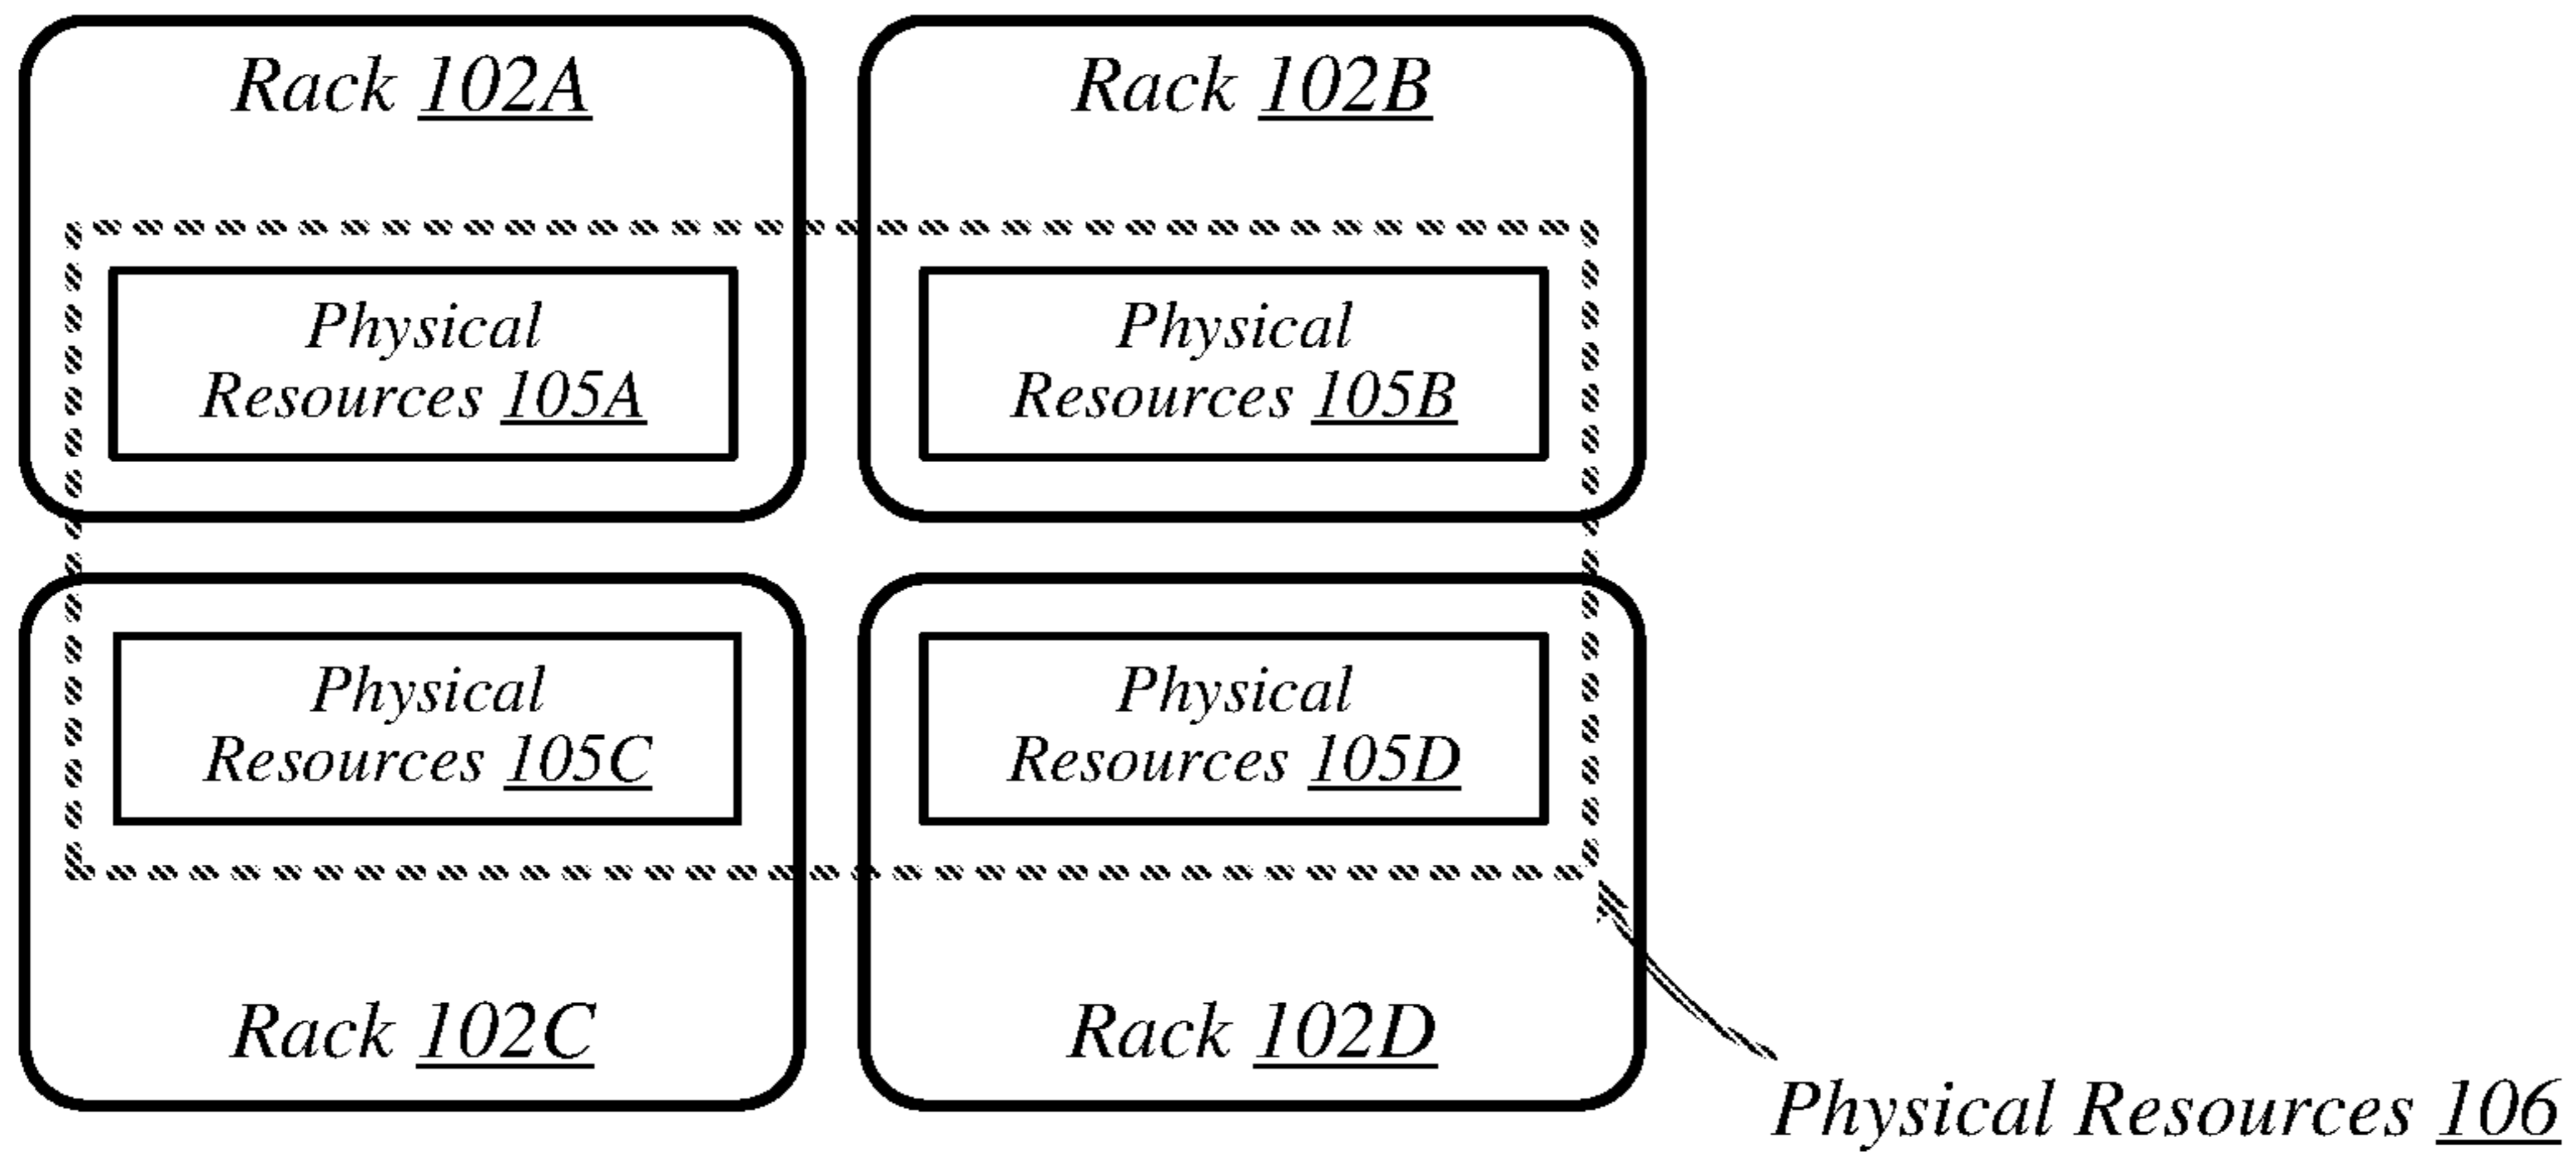 Rack 102A
Rack 102B
Physical
Resources 105A
Physical
Resources 105B
Physical
Resources 105C
Physical
Resources 105D
Rack 102C
Rack 102D
Physical Resources 106